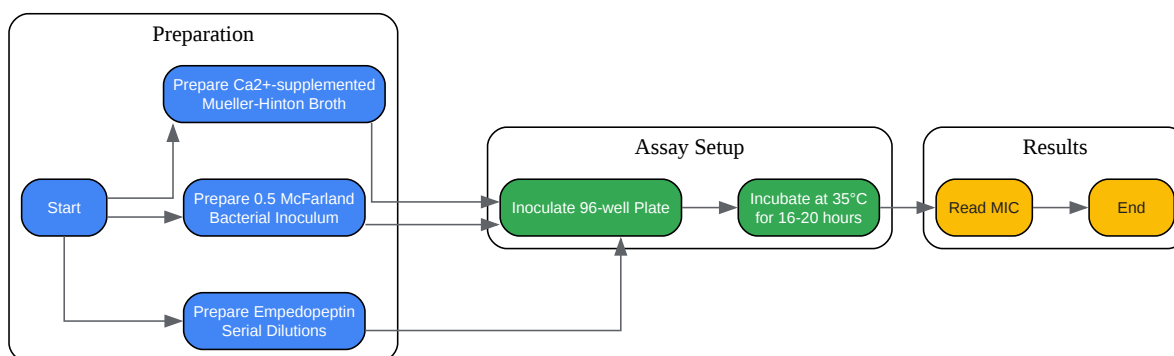 Preparation
Prepare Ca2+-supplemented
Mueller-Hinton Broth
Start
Prepare 0.5 McFarland
Bacterial Inoculum
Prepare Empedopeptin
Serial Dilutions
Assay Setup
Inoculate 96-well Plate
Incubate at 35°C
for 16-20 hours
Results
Read MIC
End